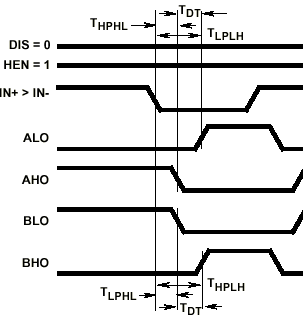 TDT
THPHL
TLPLH
DIS = 0
HEN = 1
IN+ > IN-
ALO
AHO
BLO
BHO
THPLH
TLPHL
TDT